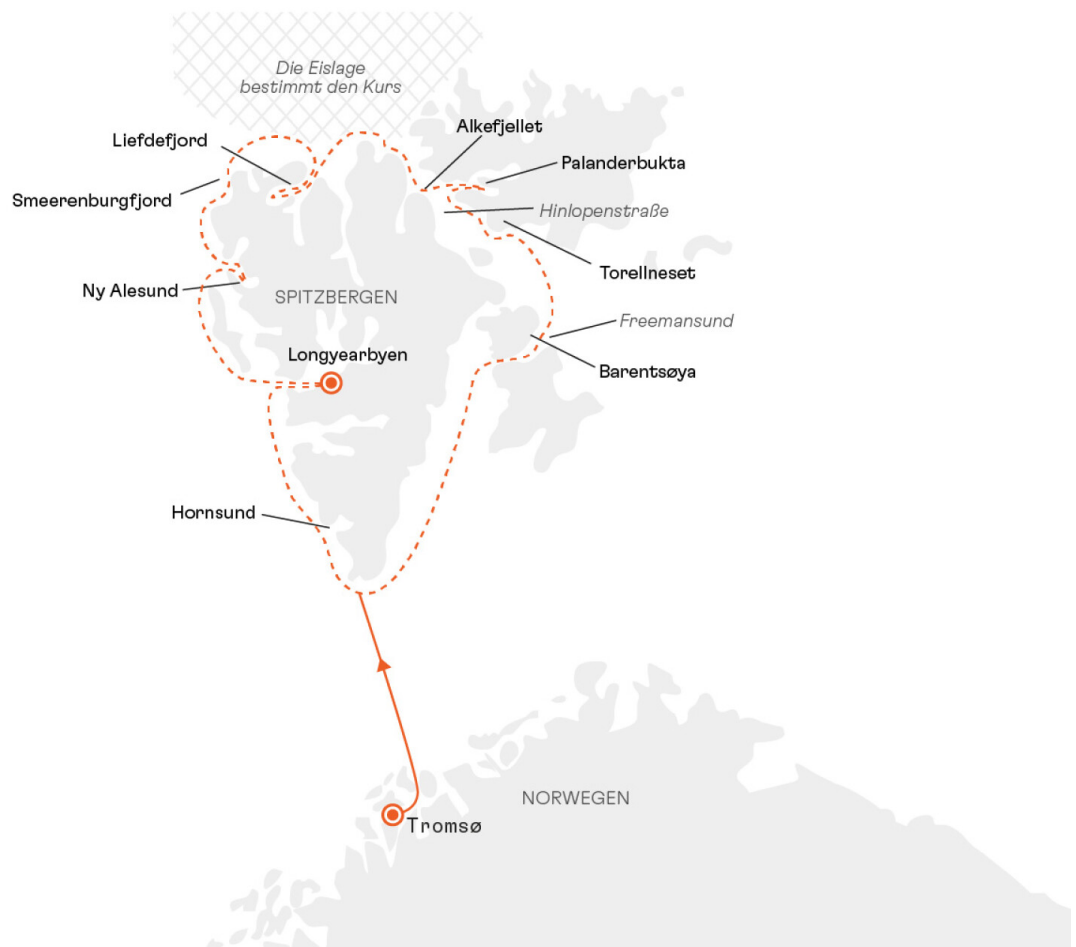 Die Eislage
bestimmt den Kurs
Alkefjellet
Liefdefjord
Palanderbukta
Smeerenburgfjord
Hinlopenstraße
Torellneset
Ny Alesund
SPITZBERGEN
Freemansund
Longyearbyen
Barentsøya
Hornsund
NORWEGEN
Tromsø